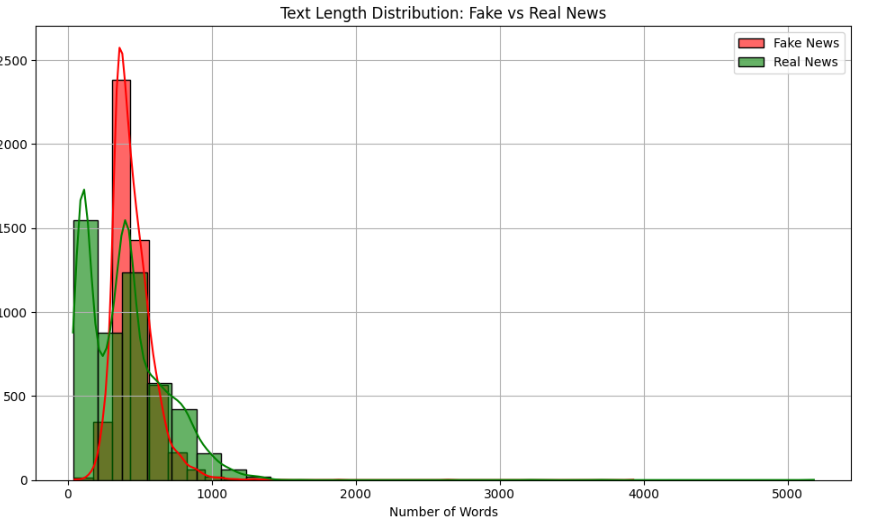 Text Length Distribution: Fake vs Real News
Fake News
Real News
2500
2000
1500
1000
500
0
0 1000 2000 3000 4000 5000
Number of Words